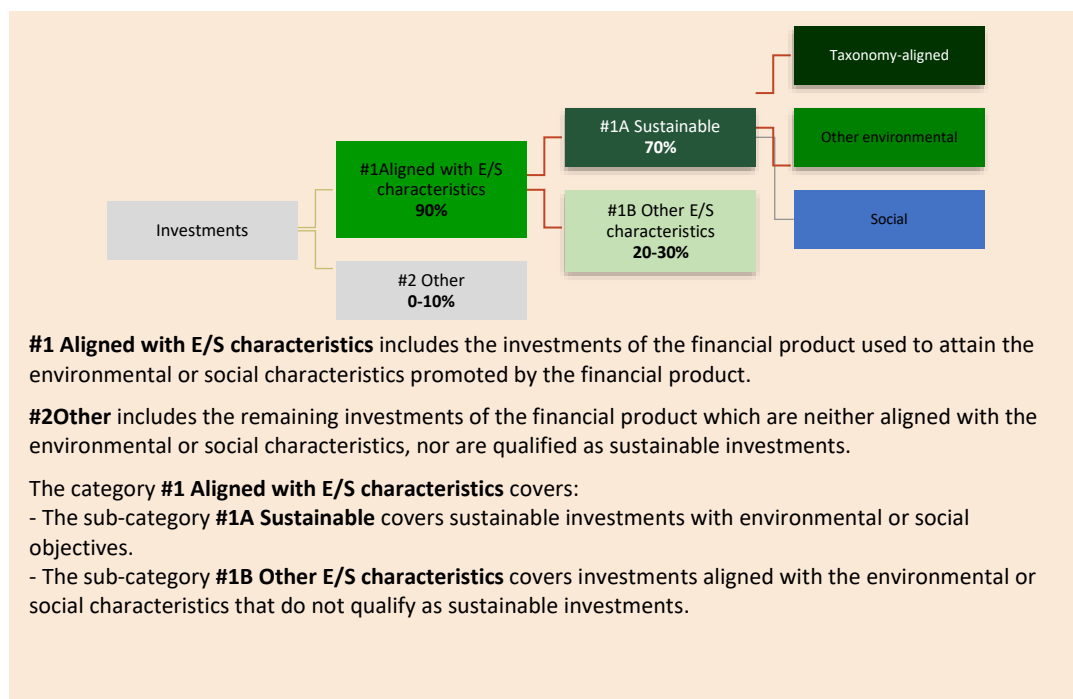 Taxonomy-aligned
#1A Sustainable
70%
Other environmental
#1Aligned with E/S
characteristics
90%
#1B Other E/S
characteristics
20-30%
Social
Investments
#2 Other
0-10%
#1 Aligned with E/S characteristics includes the investments of the financial product used to attain the
environmental or social characteristics promoted by the financial product.
#2Other includes the remaining investments of the financial product which are neither aligned with the
environmental or social characteristics, nor are qualified as sustainable investments.
The category #1 Aligned with E/S characteristics covers:
- The sub-category #1A Sustainable covers sustainable investments with environmental or social
objectives.
- The sub-category #1B Other E/S characteristics covers investments aligned with the environmental or
social characteristics that do not qualify as sustainable investments.